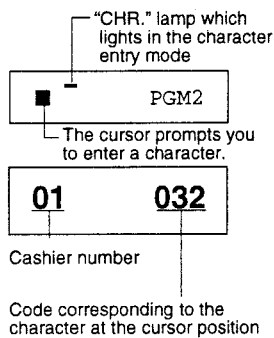 “CHR.” lamp which
lights in the character
entry mode
PGM2
The cursor prompts you
to enter a character.
01 032
Cashier number
Code corresponding to the
character at the cursor position